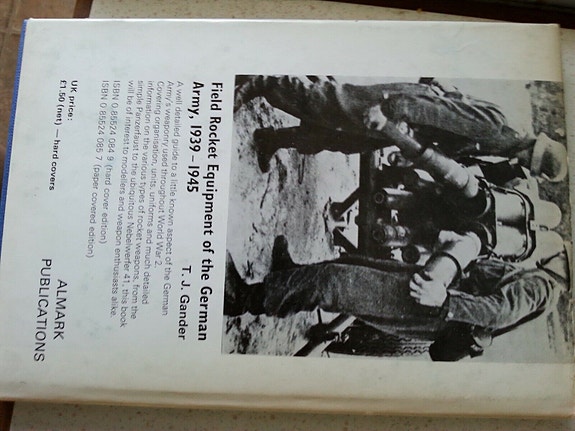 Field Rocket Equipment of the German
Army, 1939-1945
T. J. Gander
A well detailed guide to a little known aspect of the German
Army's weaponry used throughout World War 2.
Covering organisation, units, uniforms and much detailed
information on the various types of rocket weapons, from the
simple Panzerfaust to the ubiquitous Nebelwerfer 41, this book
will be of interest to modellers and weapon enthusiasts alike.
ISBN 0 85524 084 9 (hard cover edition)
ISBN 0 85524 085 7 (paper covered edition)
UK price:
£1.50 (net) — hard covers
ALMARK
PUBLICATIONS